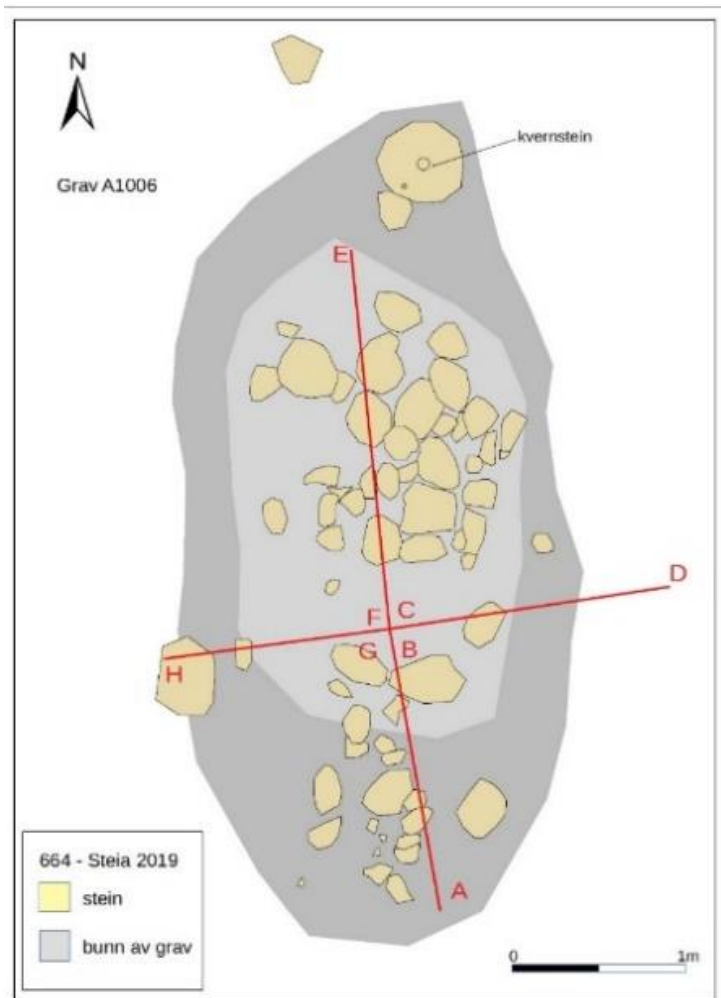 N
kvernstein
Grav A1006
E
D
F C
G B
H
A
664 - Steia 2019
stein
bunn av grav
0 1m